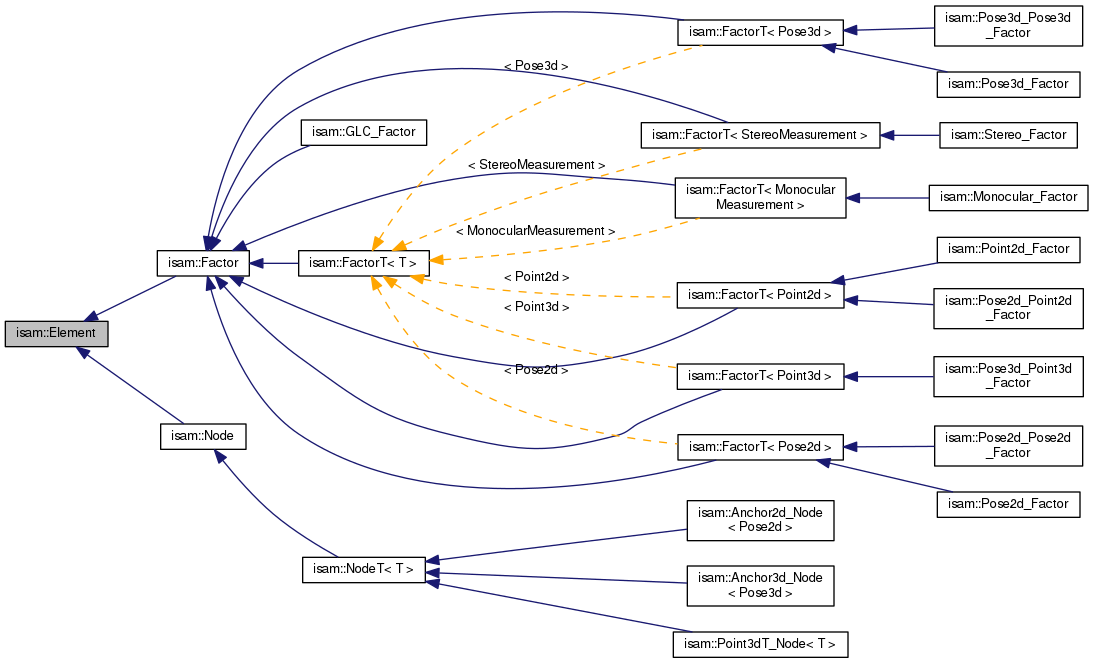 isam::Element
isam::Factor
isam::Node
isam::GLC_Factor
isam::FactorT< T >
isam::NodeT< T >
< Pose3d >
< StereoMeasurement >
< MonocularMeasurement >
< Point2d >
< Point3d >
< Pose2d >
isam::FactorT< Pose3d >
isam::FactorT< StereoMeasurement >
isam::FactorT< Monocular
Measurement >
isam::FactorT< Point2d >
isam::FactorT< Point3d >
isam::FactorT< Pose2d >
isam::Anchor2d_Node
< Pose2d >
isam::Anchor3d_Node
< Pose3d >
isam::Point3dT_Node< T >
isam::Pose3d_Pose3d
_Factor
isam::Pose3d_Factor
isam::Stereo_Factor
isam::Monocular_Factor
isam::Point2d_Factor
isam::Pose2d_Point2d
_Factor
isam::Pose3d_Point3d
_Factor
isam::Pose2d_Pose2d
_Factor
isam::Pose2d_Factor